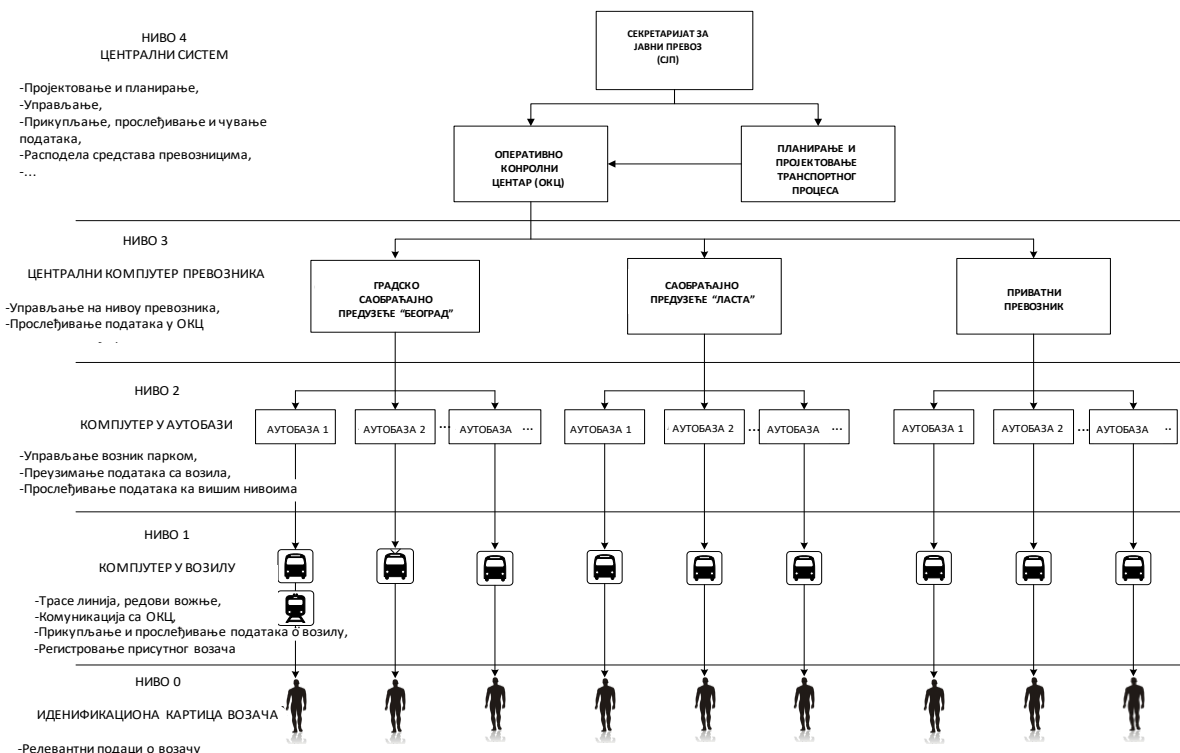 НИВО 4
ЦЕНТРАЛНИ СИСТЕМ
-Пројектовање и планирање,
-Управљање,
-Прикупљање, прослеђивање и чување
података,
-Расподела средстава превозницима,
-...
СЕКРЕТАРИЈАТ ЗА
ЈАВНИ ПРЕВОЗ
(СЈП)
ОПЕРАТИВНО
КОНРОЛНИ
ЦЕНТАР (ОКЦ)
ПЛАНИРАЊЕ И
ПРОЈЕКТОВАЊЕ
ТРАНСПОРТНОГ
ПРОЦЕСА
НИВО 3
ЦЕНТРАЛНИ КОМПЈУТЕР ПРЕВОЗНИКА
-Управљање на нивоу превозника,
-Прослеђивање података у ОКЦ
ГРАДСКО
САОБРАЋАЈНО
ПРЕДУЗЕЋЕ “БЕОГРАД”
САОБРАЋАЈНО
ПРЕДУЗЕЋЕ “ЛАСТА”
ПРИВАТНИ
ПРЕВОЗНИК
НИВО 2
КОМПЈУТЕР У АУТОБАЗИ
-Управљање возник парком,
-Преузимање података са возила,
-Прослеђивање података ка вишим нивоима
АУТОБАЗА 1
АУТОБАЗА 2
...
АУТОБАЗА ...
АУТОБАЗА 1
АУТОБАЗА 2
...
АУТОБАЗА ...
АУТОБАЗА 1
АУТОБАЗА 2
...
АУТОБАЗА ..
НИВО 1
КОМПЈУТЕР У ВОЗИЛУ
-Трасе линија, редови вожње,
-Комуникација са ОКЦ,
-Прикупљање и прослеђивање података о возилу,
-Регистровање присутног возача
НИВО 0
ИДЕНИФИКАЦИОНА КАРТИЦА ВОЗАЧА
-Релевантни подаци о возачу